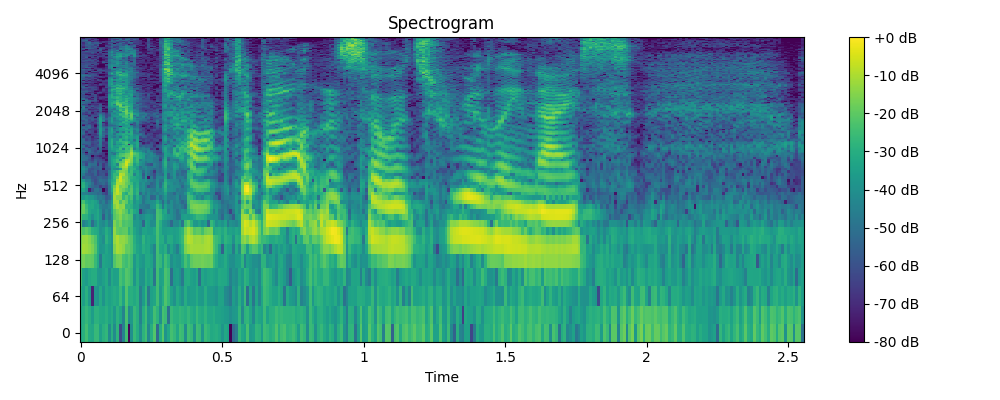 Spectrogram
Hz
4096
2048
1024
512
256
128
64
0
0
0.5
1
1.5
2
2.5
Time
+0 dB
-10 dB
-20 dB
-30 dB
-40 dB
-50 dB
-60 dB
-70 dB
-80 dB